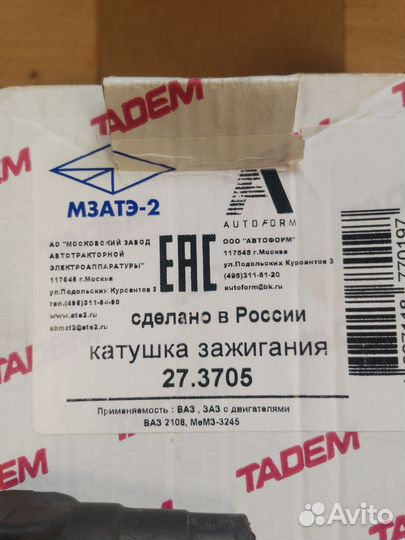 TADEM
TADEM
МЗАТЭ-2
AUTOFORM
АО "МОСКОВСКИЙ ЗАВОД
АВТОТРАКТОРНОЙ
ЭЛЕКТРОАППАРАТУРЫ"
117545 г.Москва
ул.Подольских Курсантов 3
www.ate2.ru
EAC
ООО "АВТОФОРМ"
117545 г.Москва
ул.Подольских Курсантов 3
(495)311-51-20
autoform@bk.ru
770197
сделано в России
катушка зажигания
27.3705
Применяемость : ВАЗ , ЗАЗ с двигателями
ВАЗ 2108, МеМЗ-3245
TADEM
TADEM
Avito